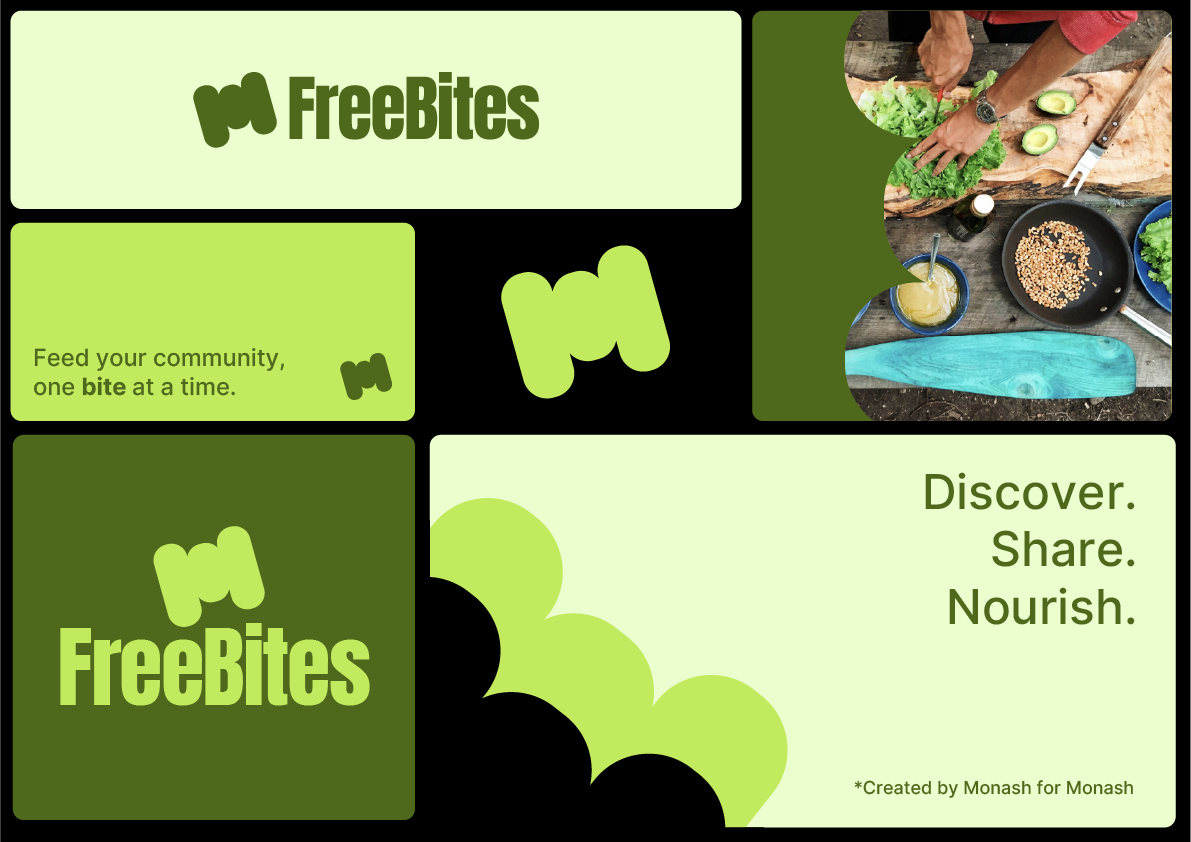 FreeBites
Feed your community,
one bite at a time.
FreeBites
Discover.
Share.
Nourish.
*Created by Monash for Monash